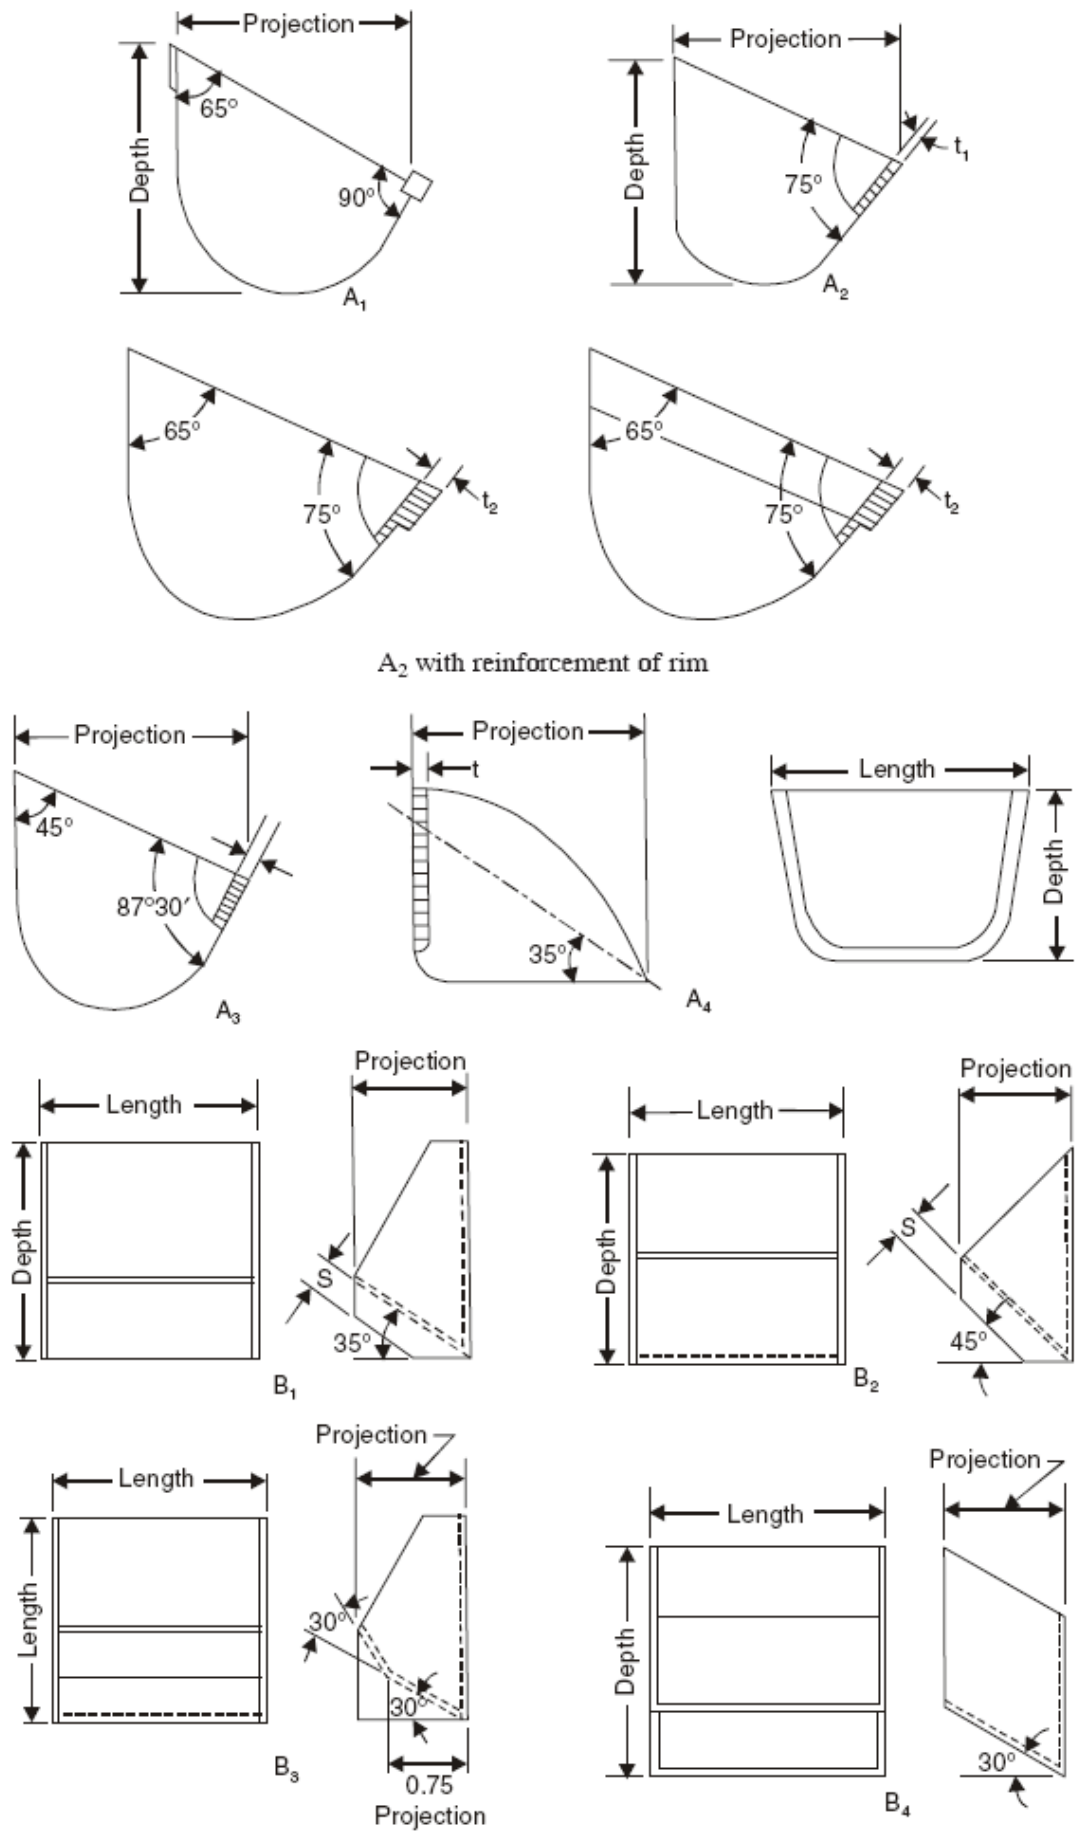 Projection
Depth
65°
90°
A₁
Projection
Depth
75°
t₁
A₂
65°
75°
t₂
65°
75°
t₂
A₂ with reinforcement of rim
Projection
45°
87°30′
A₃
Projection
t
35°
A₄
Length
Depth
Length
Depth
Projection
S
35°
B₁
Length
Depth
Projection
S
45°
B₂
Length
Length
Projection
30°
30°
0.75
Projection
B₃
Length
Depth
Projection
30°
B₄